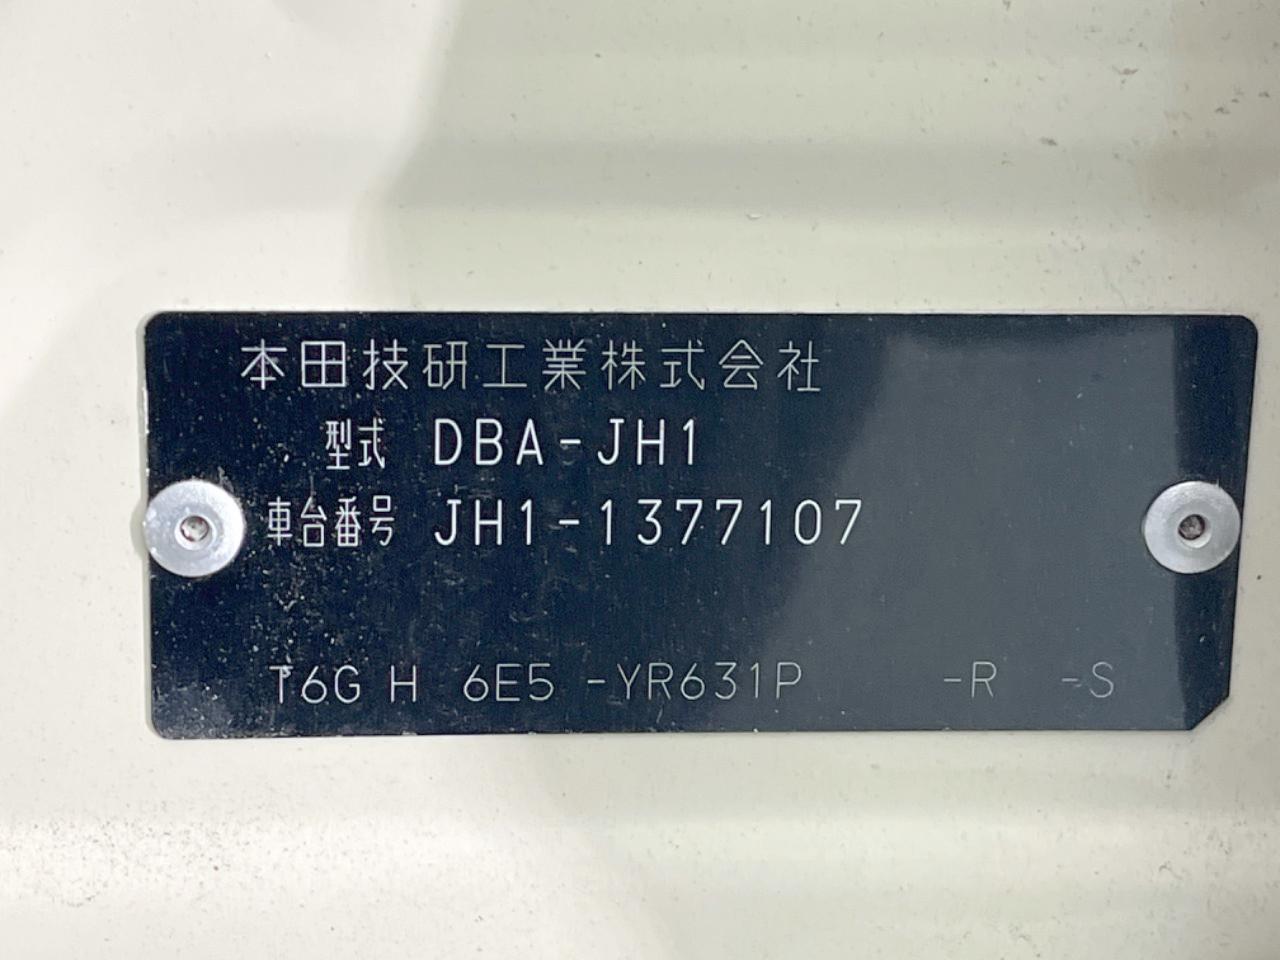 本田技研工業株式会社
型式 DBA-JH1
車台番号 JH1-1377107
T6G H 6E5 -YR631P -R -S